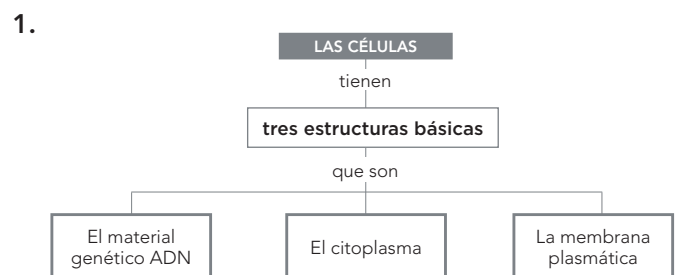 1.
LAS CÉLULAS
tienen
tres estructuras básicas
que son
El material
genético ADN
El citoplasma
La membrana
plasmática